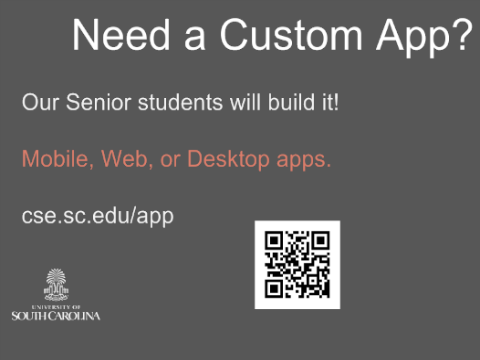 Need a Custom App?
Our Senior students will build it!
Mobile, Web, or Desktop apps.
cse.sc.edu/app
UNIVERSITY OF
SOUTH CAROLINA